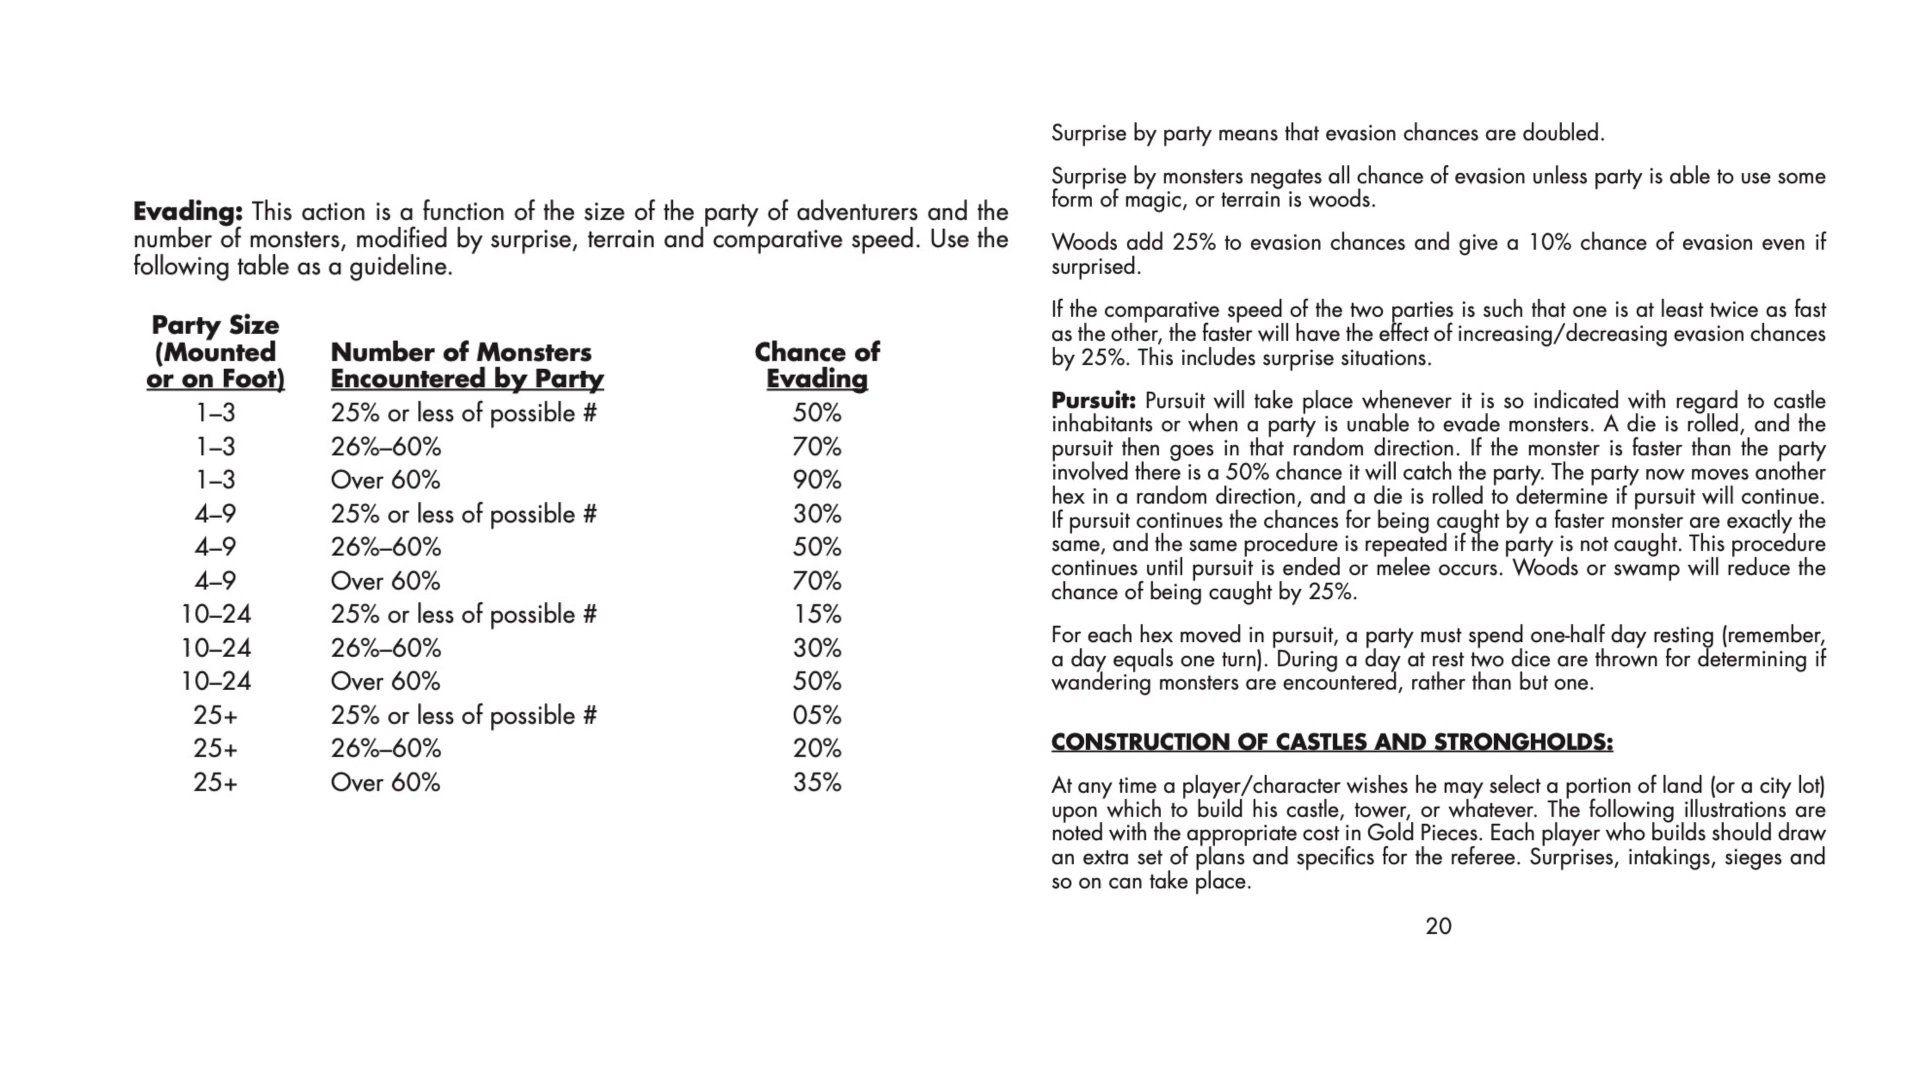 Evading: This action is a function of the size of the party of adventurers and the
number of monsters, modified by surprise, terrain and comparative speed. Use the
following table as a guideline.
Party Size
(Mounted Number of Monsters Chance of
or on Foot) Encountered by Party Evading
1–3 25% or less of possible # 50%
1–3 26%–60% 70%
1–3 Over 60% 90%
4–9 25% or less of possible # 30%
4–9 26%–60% 50%
4–9 Over 60% 70%
10–24 25% or less of possible # 15%
10–24 26%–60% 30%
10–24 Over 60% 50%
25+ 25% or less of possible # 05%
25+ 26%–60% 20%
25+ Over 60% 35%
Surprise by party means that evasion chances are doubled.
Surprise by monsters negates all chance of evasion unless party is able to use some
form of magic, or terrain is woods.
Woods add 25% to evasion chances and give a 10% chance of evasion even if
surprised.
If the comparative speed of the two parties is such that one is at least twice as fast
as the other, the faster will have the effect of increasing/decreasing evasion chances
by 25%. This includes surprise situations.
Pursuit: Pursuit will take place whenever it is so indicated with regard to castle
inhabitants or when a party is unable to evade monsters. A die is rolled, and the
pursuit then goes in that random direction. If the monster is faster than the party
involved there is a 50% chance it will catch the party. The party now moves another
hex in a random direction, and a die is rolled to determine if pursuit will continue.
If pursuit continues the chances for being caught by a faster monster are exactly the
same, and the same procedure is repeated if the party is not caught. This procedure
continues until pursuit is ended or melee occurs. Woods or swamp will reduce the
chance of being caught by 25%.
For each hex moved in pursuit, a party must spend one-half day resting (remember,
a day equals one turn). During a day at rest two dice are thrown for determining if
wandering monsters are encountered, rather than but one.
CONSTRUCTION OF CASTLES AND STRONGHOLDS:
At any time a player/character wishes he may select a portion of land (or a city lot)
upon which to build his castle, tower, or whatever. The following illustrations are
noted with the appropriate cost in Gold Pieces. Each player who builds should draw
an extra set of plans and specifics for the referee. Surprises, intakings, sieges and
so on can take place.
20